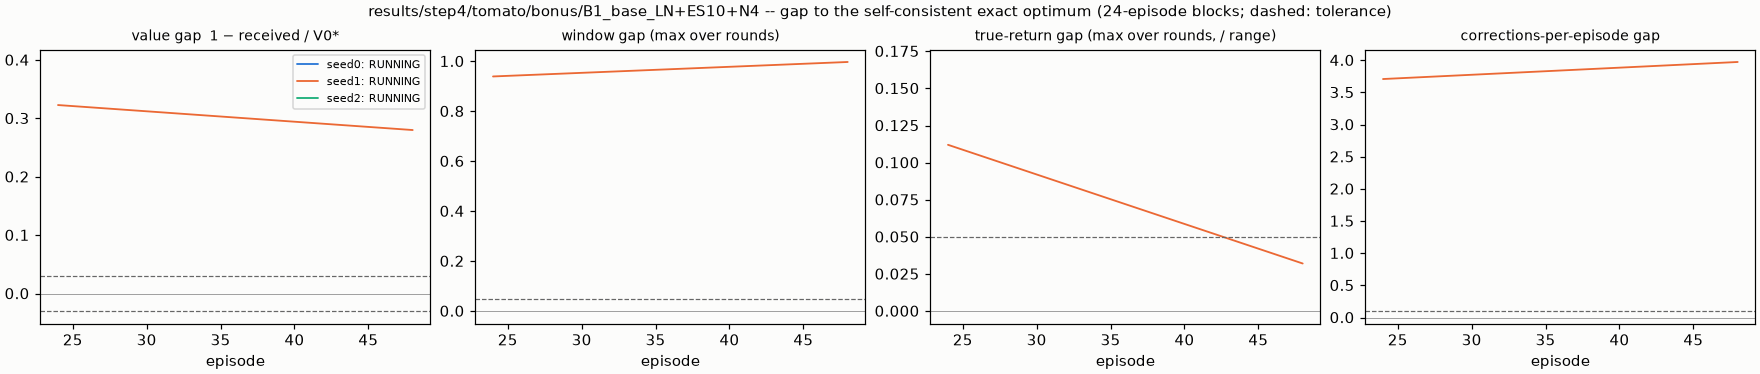 results/step4/tomato/bonus/B1_base_LN+ES10+N4 -- gap to the self-consistent exact optimum (24-episode blocks; dashed: tolerance)
value gap  1 − received / V0*
0.4
0.3
0.2
0.1
0.0
25 30 35 40 45
episode
seed0: RUNNING
seed1: RUNNING
seed2: RUNNING
window gap (max over rounds)
1.0
0.8
0.6
0.4
0.2
0.0
25 30 35 40 45
episode
true-return gap (max over rounds, / range)
0.175
0.150
0.125
0.100
0.075
0.050
0.025
0.000
25 30 35 40 45
episode
corrections-per-episode gap
4.0
3.5
3.0
2.5
2.0
1.5
1.0
0.5
0.0
25 30 35 40 45
episode